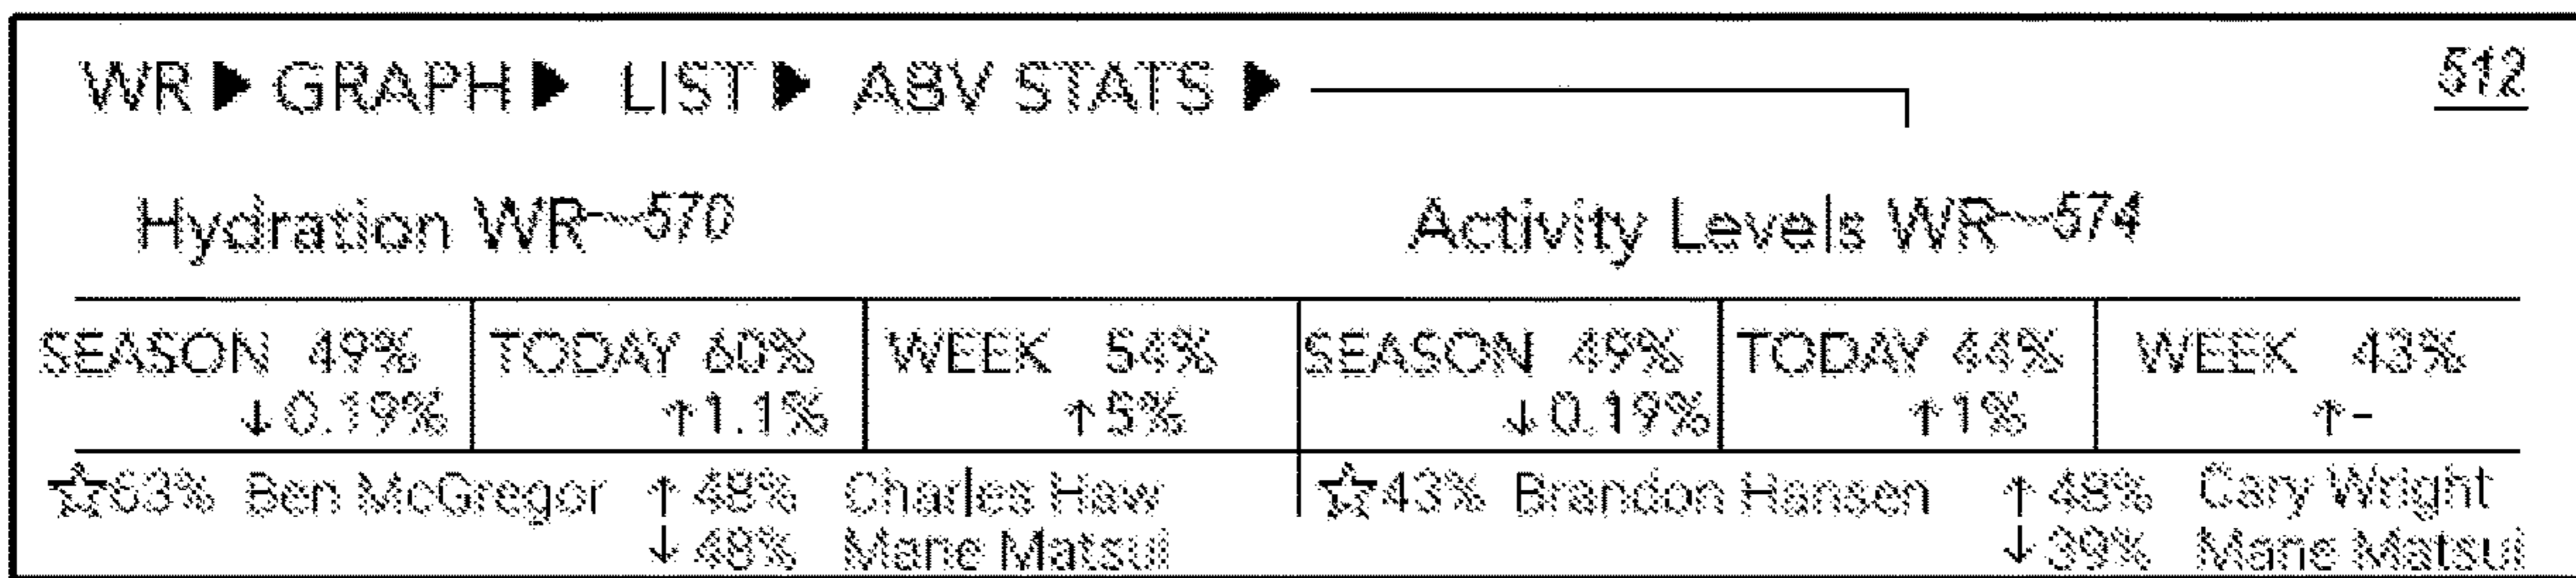 WR ▶ GRAPH ▶ LIST ▶ ABV STATS ▶ 512
Hydration WR~570 Activity Levels WR~574
SEASON 49% TODAY 60% WEEK 54% SEASON 49% TODAY 44% WEEK 43%
↓0.19% ↑1.1% ↑5% ↓0.19% ↑1% ↑-
☆63% Ben McGregor ↑48% Charles Haw ☆43% Brandon Hansen ↑48% Cary Wright
↓48% Mane Matsui ↓39% Mane Matsui